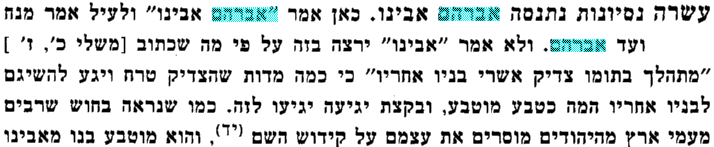 עשרה נסיונות נתנסה אברהם אבינו. כאן אמר "אברהם אבינו" ולעיל אמר מנח
ועד אברהם. ולא אמר "אבינו" ירצה בזה על פי מה שכתוב [משלי כ', ז' ]
"מתהלך בתומו צדיק אשרי בניו אחריו" כי כמה מדות שהצדיק טרח ויגע להשיגם
לבניו אחריו המה כטבע מוטבע, ובקצת יגיעה יגיעו לזה. כמו שנראה בחוש שרבים
מעמי ארץ מהיהודים מוסרים את עצמם על קידוש השם (יד), והוא מוטבע בנו מאבינו